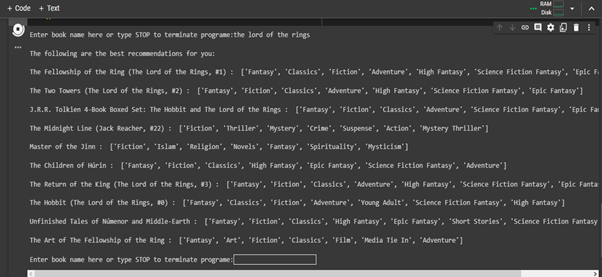 + Code + Text
RAM
Disk
Enter book name here or type STOP to terminate programe:the lord of the rings
The following are the best recommendations for you:
The Fellowship of the Ring (The Lord of the Rings, #1) : ['Fantasy', 'Classics', 'Fiction', 'Adventure', 'High Fantasy', 'Science Fiction Fantasy', 'Epic F
The Two Towers (The Lord of the Rings, #2) : ['Fantasy', 'Classics', 'Fiction', 'Adventure', 'High Fantasy', 'Science Fiction Fantasy', 'Epic Fantasy']
J.R.R. Tolkien 4-Book Boxed Set: The Hobbit and The Lord of the Rings : ['Fantasy', 'Fiction', 'Classics', 'Adventure', 'Science Fiction Fantasy', 'High
The Midnight Line (Jack Reacher, #22) : ['Fiction', 'Thriller', 'Mystery', 'Crime', 'Suspense', 'Action', 'Mystery Thriller']
Master of the Jinn : ['Fiction', 'Islam', 'Religion', 'Novels', 'Fantasy', 'Spirituality', 'Mysticism']
The Children of Húrin : ['Fantasy', 'Fiction', 'Classics', 'High Fantasy', 'Epic Fantasy', 'Science Fiction Fantasy', 'Adventure']
The Return of the King (The Lord of the Rings, #3) : ['Fantasy', 'Fiction', 'Classics', 'Adventure', 'High Fantasy', 'Science Fiction Fantasy', 'Epic Fanta
The Hobbit (The Lord of the Rings, #0) : ['Fantasy', 'Classics', 'Fiction', 'Adventure', 'Young Adult', 'Science Fiction Fantasy', 'High Fantasy']
Unfinished Tales of Númenor and Middle-Earth : ['Fantasy', 'Fiction', 'Classics', 'High Fantasy', 'Epic Fantasy', 'Short Stories', 'Science Fiction Fantasy
The Art of The Fellowship of the Ring : ['Fantasy', 'Art', 'Fiction', 'Classics', 'Film', 'Media Tie In', 'Adventure']
Enter book name here or type STOP to terminate programe: